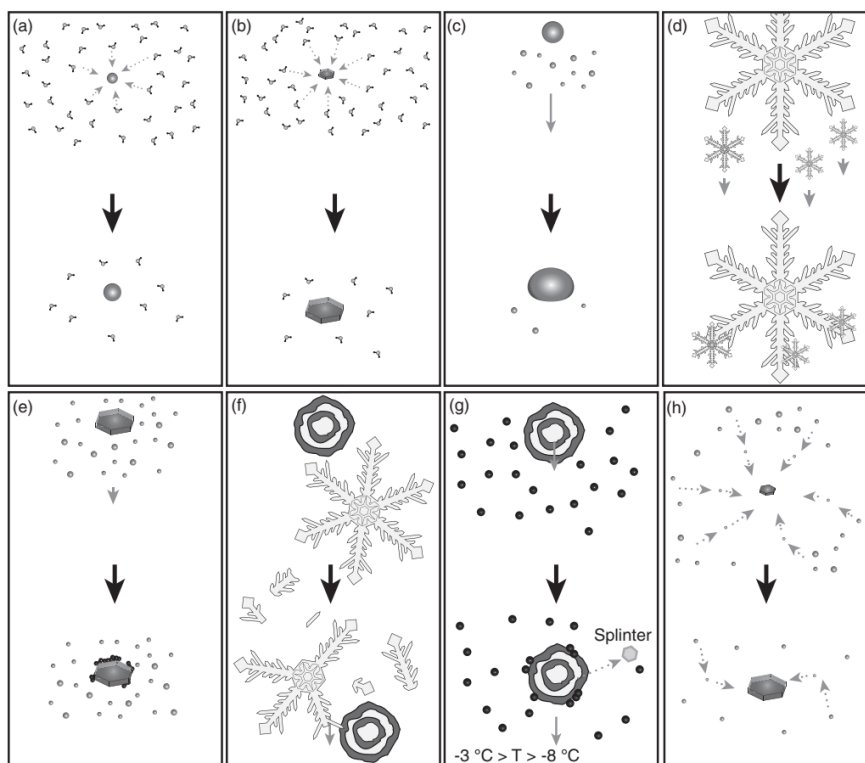 (a)
(b)
(c)
(d)
(e)
(f)
(g)
(h)
Splinter
-3 °C > T > -8 °C